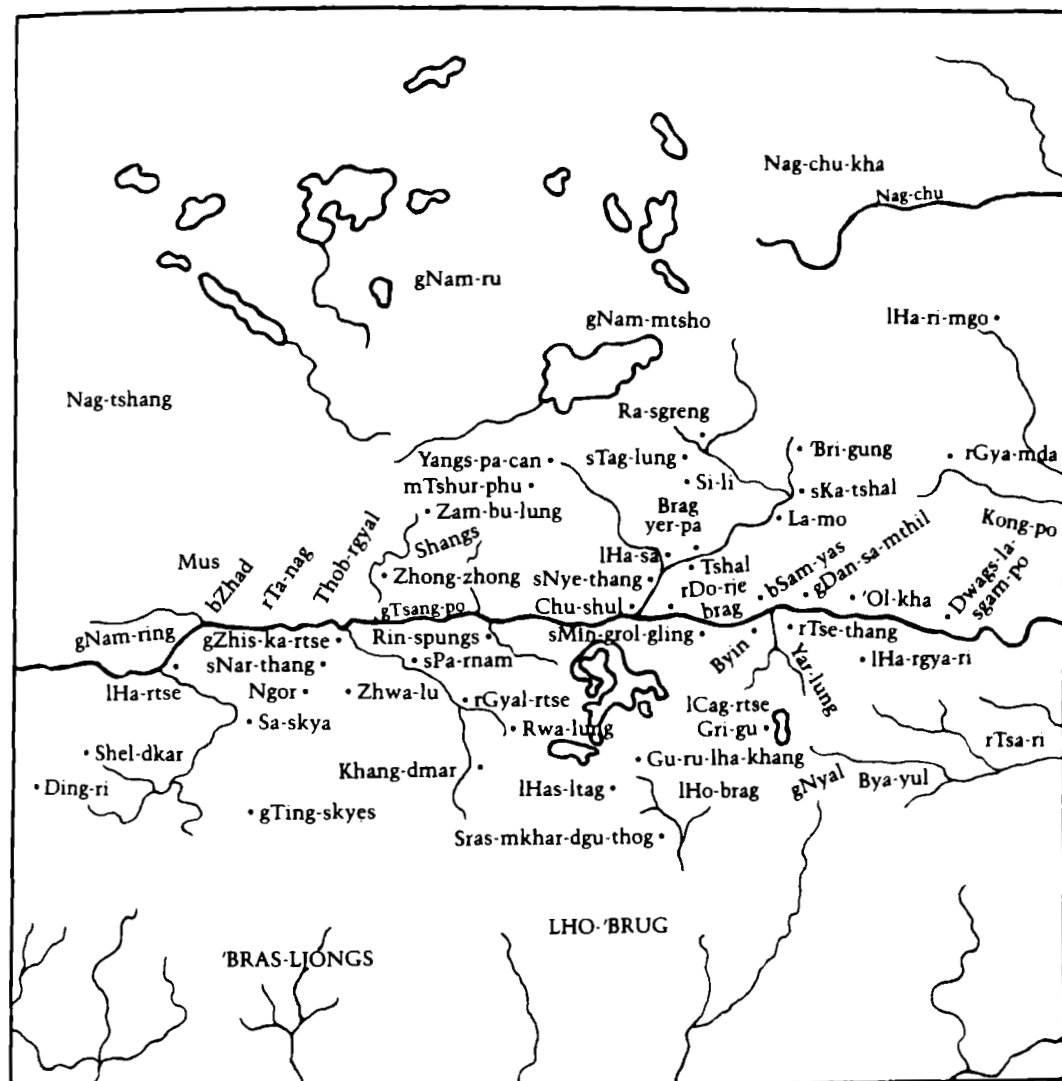 Nag-chu-kha
Nag-chu
gNam-ru
gNam-mtsho
lHa-ri-mgo
Nag-tshang
Ra-sgreng
Yangs-pa-can
sTag-lung
'Bri-gung
rGya-mda
mTshur-phu
Si-li
sKa-tshal
Zam-bu-lung
Brag
yer-pa
La-mo
Kong-po
Mus
bZhad
rTa-nag
Thob-rgyal
Shangs
lHa-sa
Tshal
bSam-yas
gDan-sa-mthil
Dwags-la-
sgam-po
Zhong-zhong
sNye-thang
rDo-rje
brag
'Ol-kha
gTsang-po
Chu-shul
gNam-ring
gZhis-ka-rtse
Rin-spungs
sMin-grol-gling
Byin
rTse-thang
Yar-lung
lHa-rgya-ri
sNar-thang
sPa-rnam
lHa-rtse
Ngor
Zhwa-lu
rGyal-rtse
lCag-rtse
Sa-skya
Rwa-lung
Gri-gu
rTsa-ri
Shel-dkar
Khang-dmar
Gu-ru-lha-khang
gNyal
Bya-yul
Ding-ri
lHas-ltag
lHo-brag
gTing-skyes
Sras-mkhar-dgu-thog
LHO-'BRUG
'BRAS-LJONGS